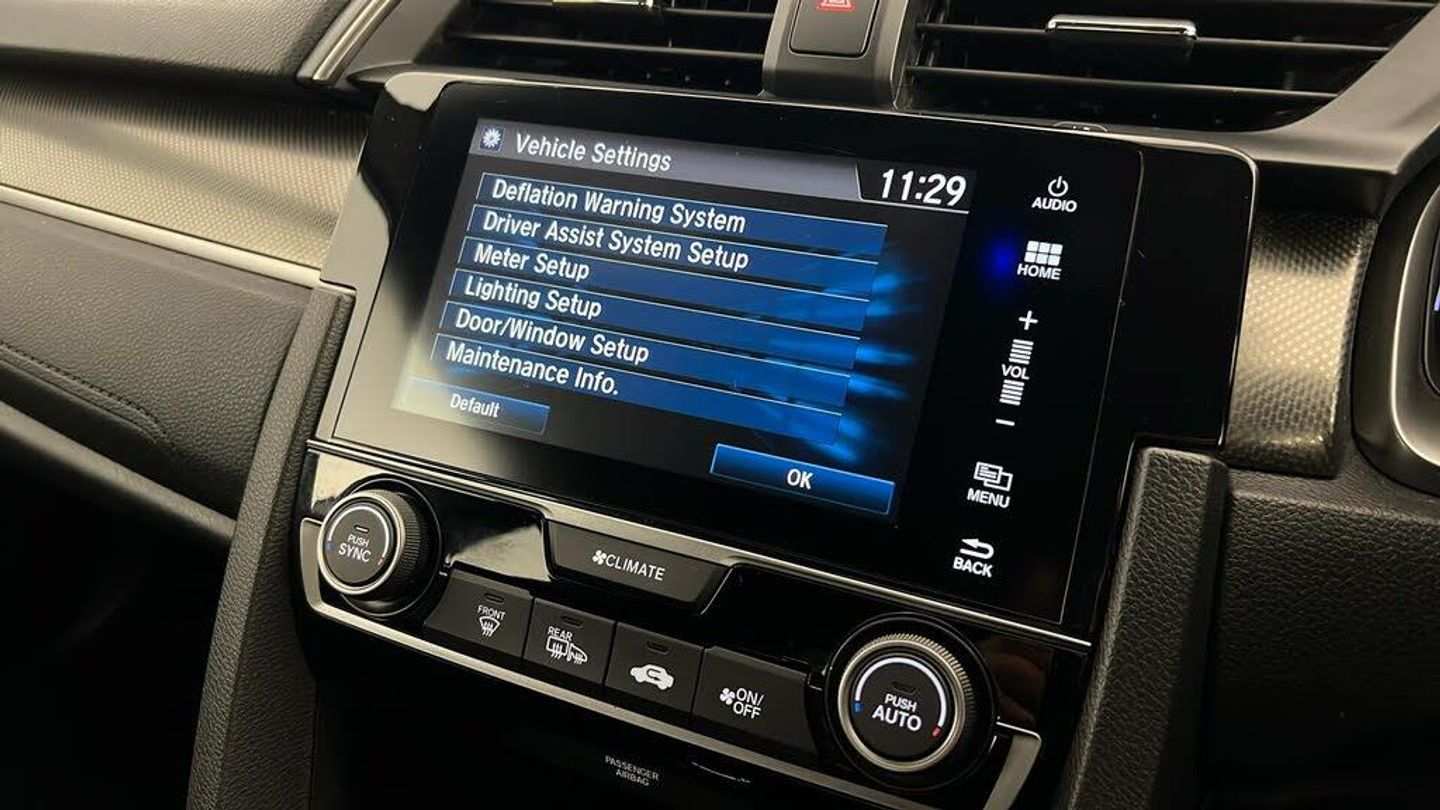 Vehicle Settings
11:29
Deflation Warning System
Driver Assist System Setup
Meter Setup
Lighting Setup
Door/Window Setup
Maintenance Info.
Default
OK
AUDIO
HOME
+
VOL
−
MENU
BACK
PUSH
SYNC
CLIMATE
FRONT
REAR
ON/
OFF
PUSH
AUTO
PASSENGER
AIRBAG